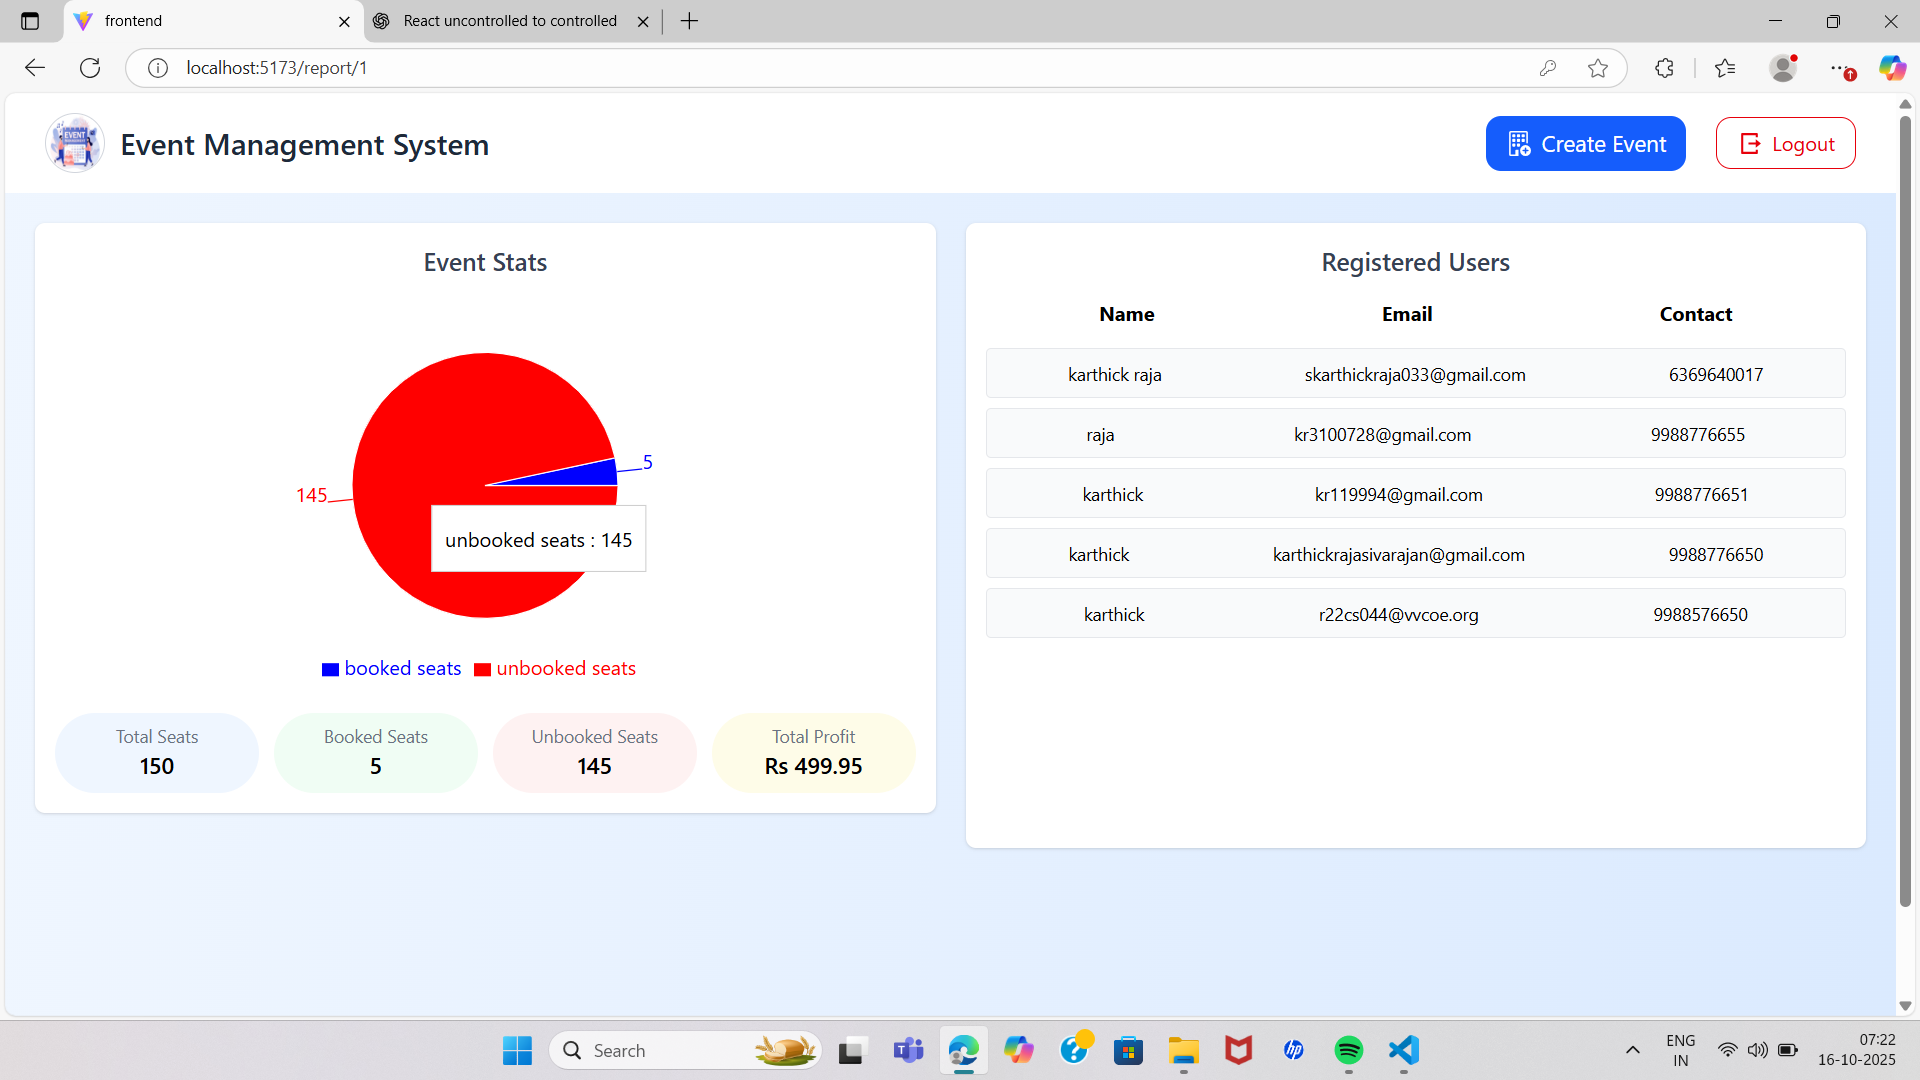 frontend
React uncontrolled to controlled
localhost:5173/report/1
EVENT
Event Management System
Create Event
Logout
Event Stats
5
145
unbooked seats : 145
booked seats
unbooked seats
Total Seats
150
Booked Seats
5
Unbooked Seats
145
Total Profit
Rs 499.95
Registered Users
Name Email Contact
karthick raja skarthickraja033@gmail.com 6369640017
raja kr3100728@gmail.com 9988776655
karthick kr119994@gmail.com 9988776651
karthick karthickrajasivarajan@gmail.com 9988776650
karthick r22cs044@vvcoe.org 9988576650
Search
hp
ENG
IN
07:22
16-10-2025